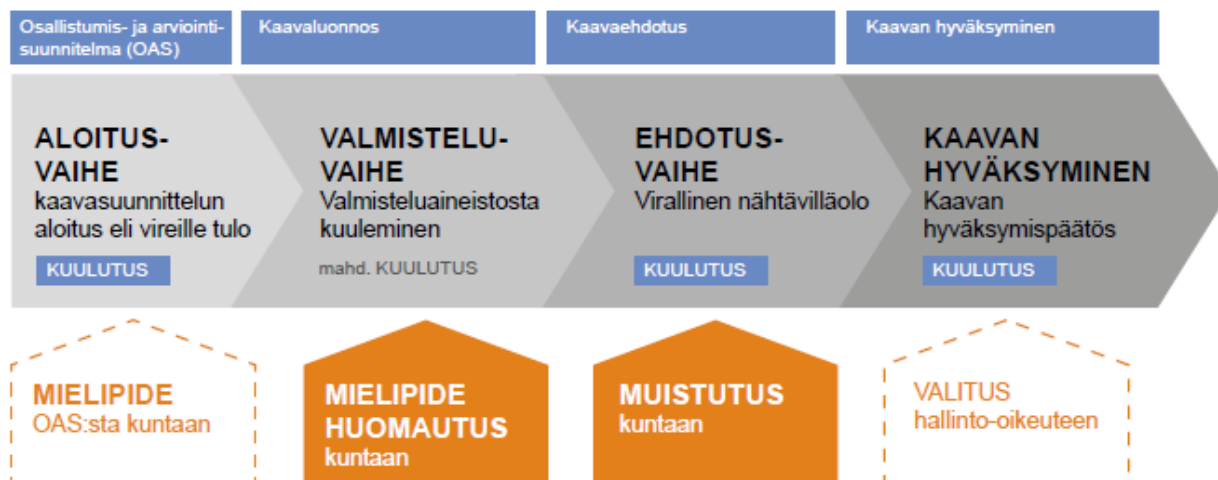 Osallistumis- ja arviointi-
suunnitelma (OAS)
Kaavaluonnos
Kaavaehdotus
Kaavan hyväksyminen
ALOITUS-
VAIHE
kaavasuunnittelun
aloitus eli vireille tulo
KUULUTUS
VALMISTELU-
VAIHE
Valmisteluaineistosta
kuuleminen
mahd. KUULUTUS
EHDOTUS-
VAIHE
Virallinen nähtävilläolo
KUULUTUS
KAAVAN
HYVÄKSYMINEN
Kaavan
hyväksymispäätös
KUULUTUS
MIELIPIDE
OAS:sta kuntaan
MIELIPIDE
HUOMAUTUS
kuntaan
MUISTUTUS
kuntaan
VALITUS
hallinto-oikeuteen